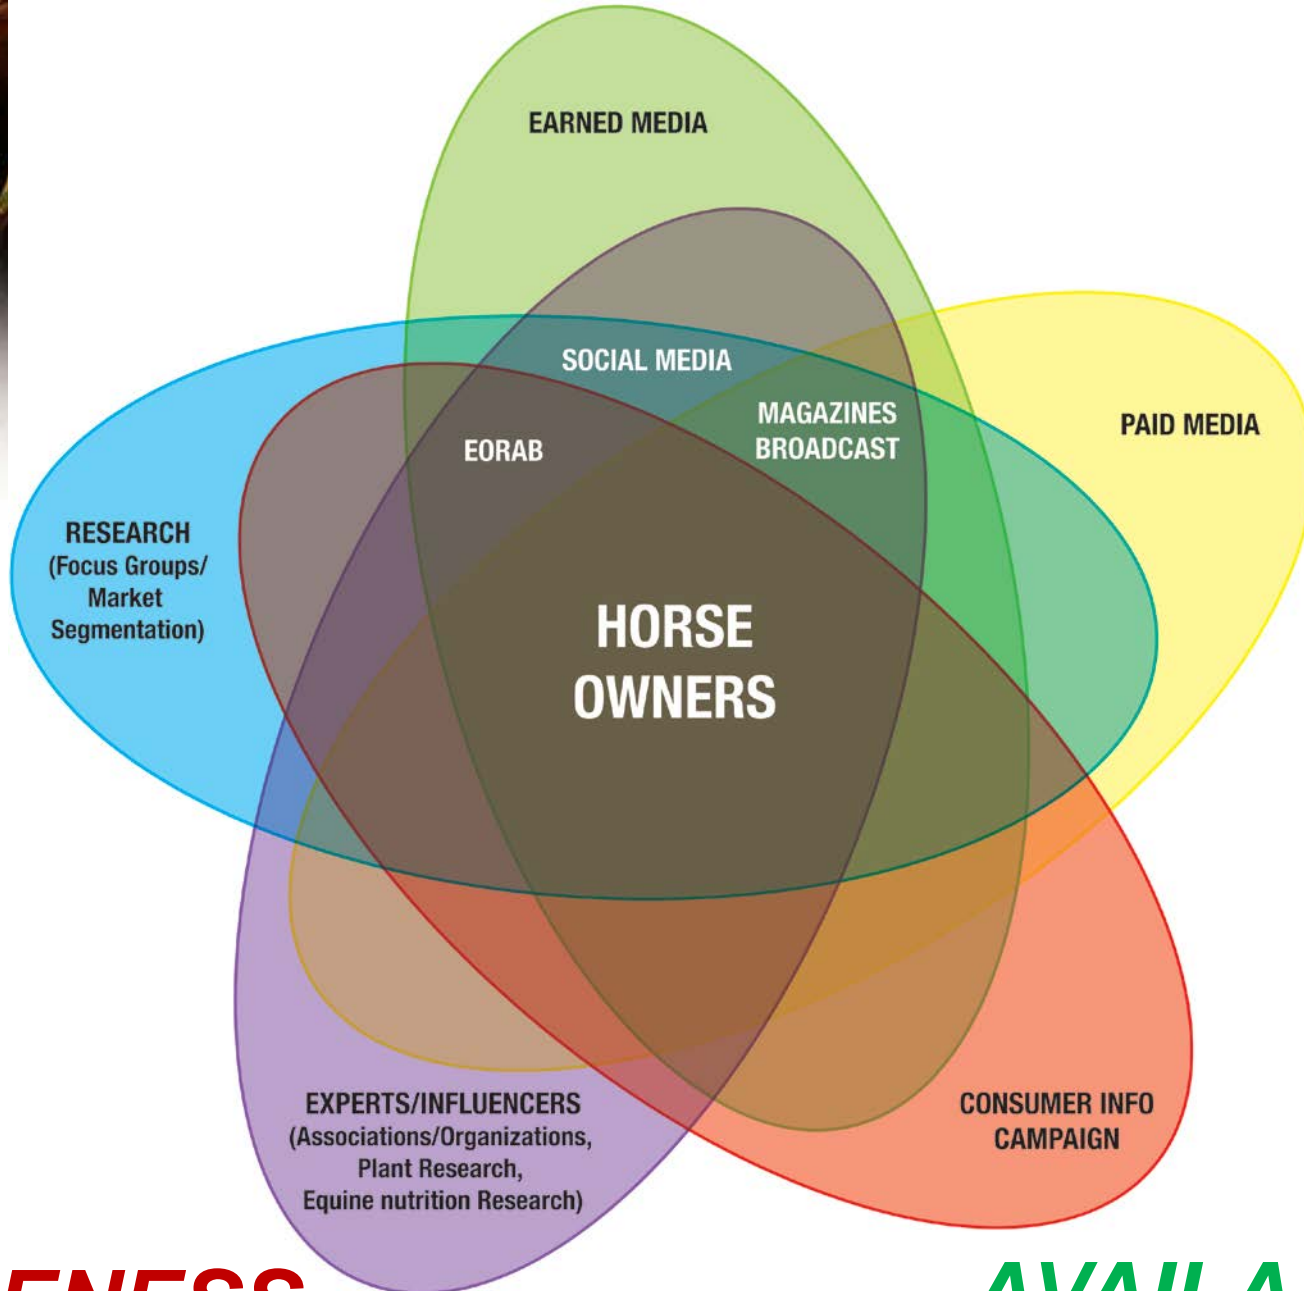 EARNED MEDIA
SOCIAL MEDIA
MAGAZINES
BROADCAST
PAID MEDIA
EORAB
RESEARCH
(Focus Groups/
Market
Segmentation)
HORSE
OWNERS
EXPERTS/INFLUENCERS
(Associations/Organizations,
Plant Research,
Equine nutrition Research)
CONSUMER INFO
CAMPAIGN